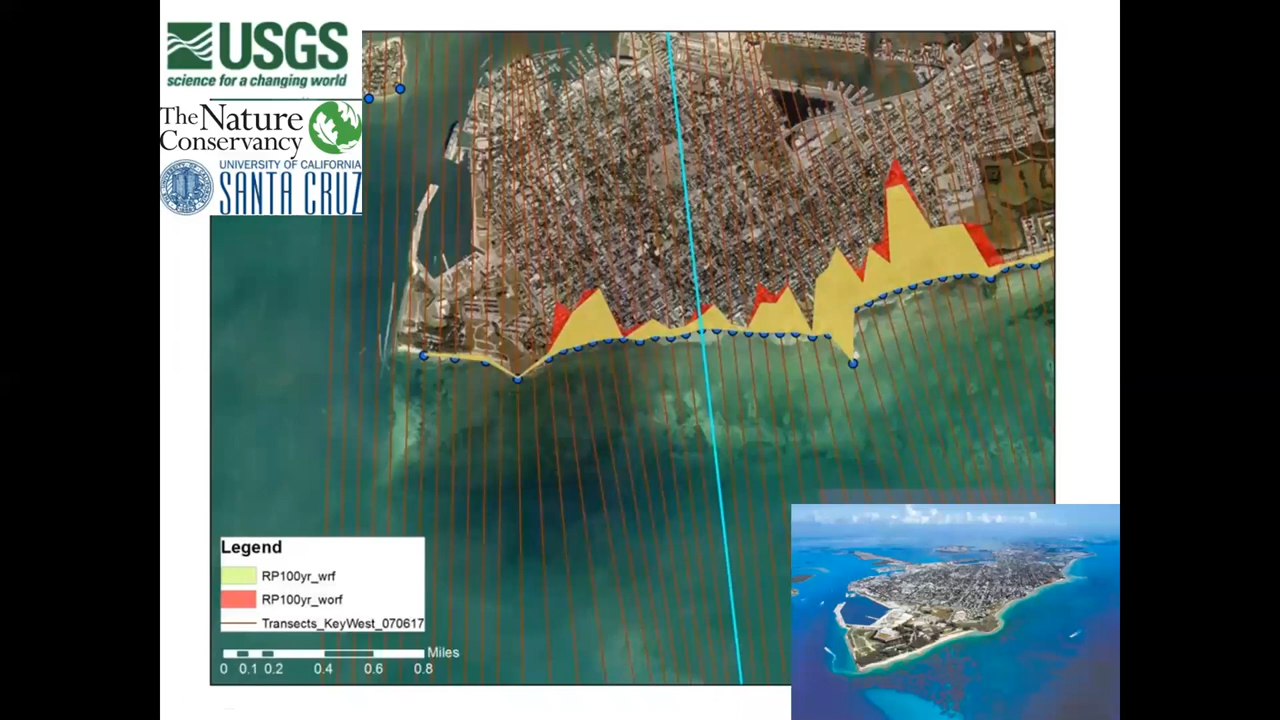 USGS
science for a changing world
The Nature
Conservancy
UNIVERSITY OF CALIFORNIA
SANTA CRUZ
Legend
RP100yr_wrf
RP100yr_worf
Transects_KeyWest_070617
Miles
0 0.1 0.2 0.4 0.6 0.8